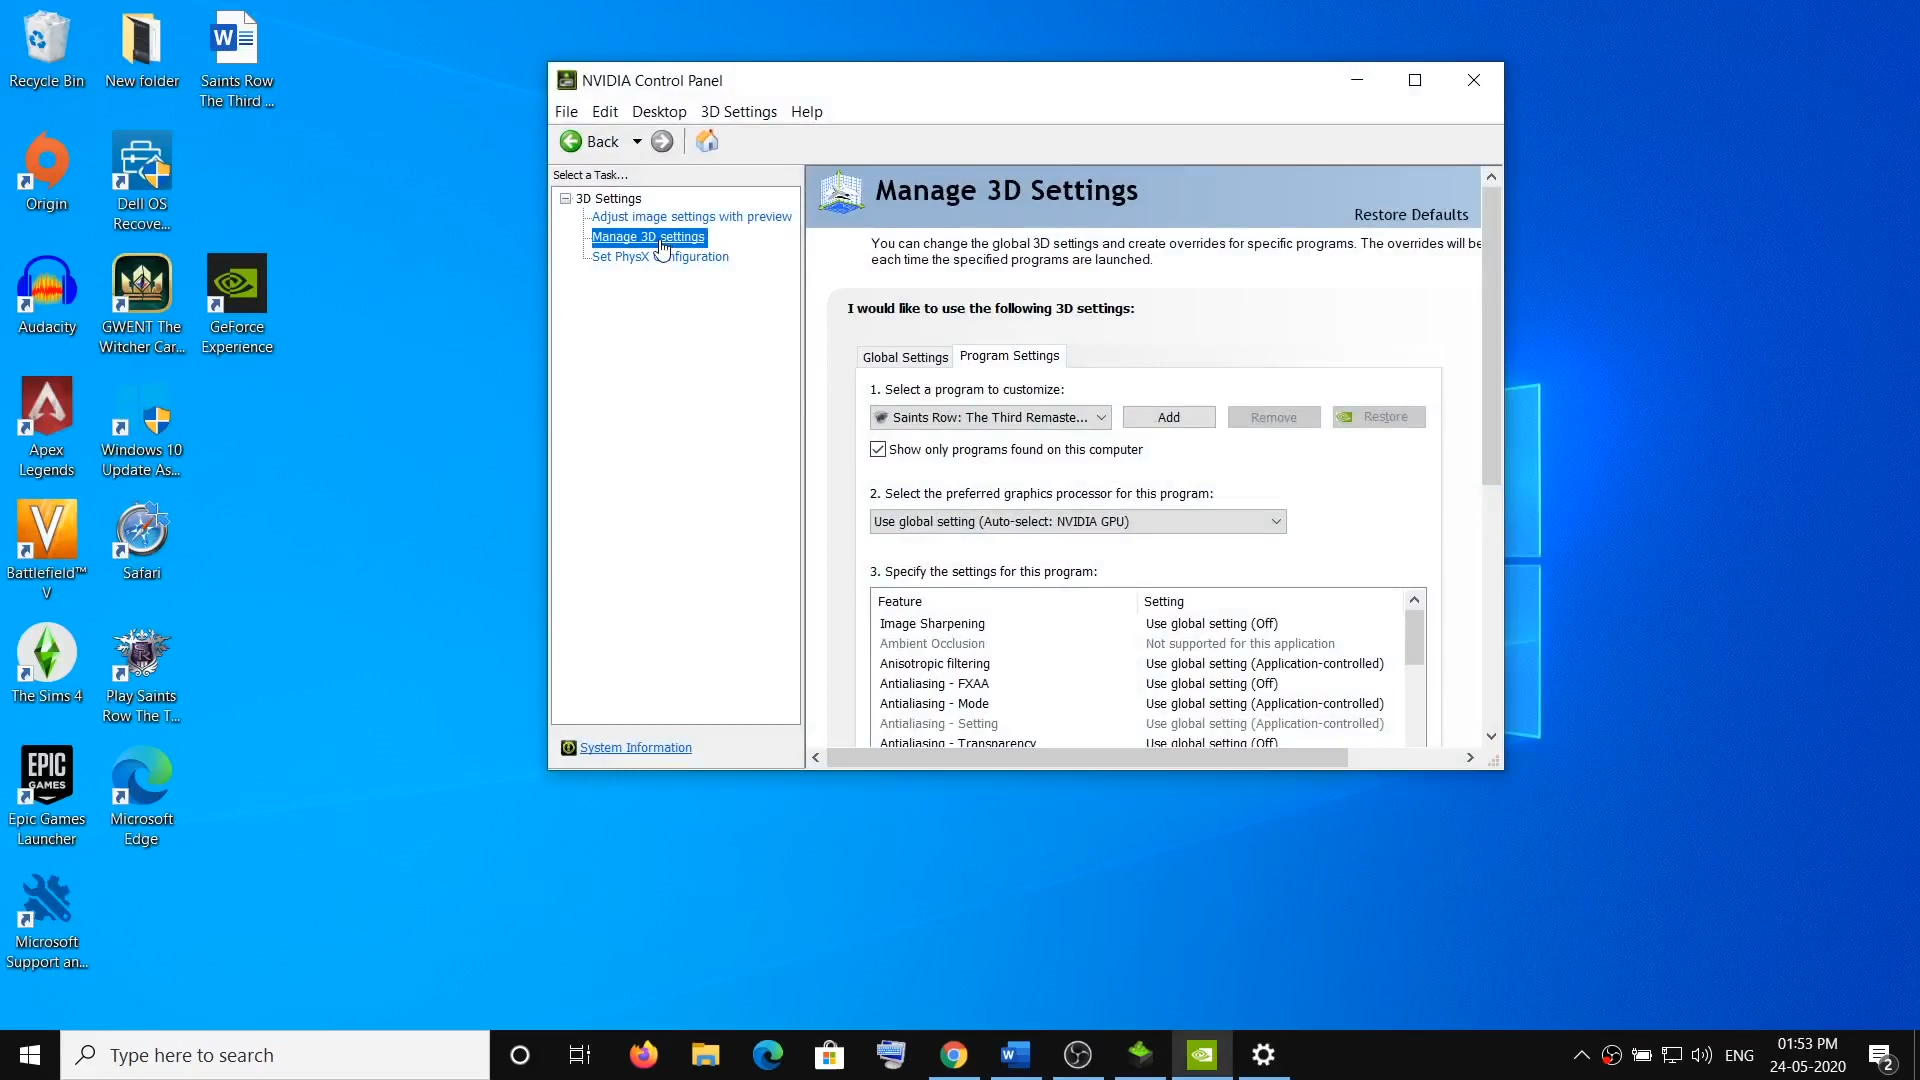 Recycle Bin
New folder
Saints Row
The Third ...
Origin
Dell OS
Recove...
Audacity
GWENT The
Witcher Car...
GeForce
Experience
Apex
Legends
Windows 10
Update As...
Battlefield™
V
Safari
The Sims 4
Play Saints
Row The T...
EPIC
GAMES
Epic Games
Launcher
Microsoft
Edge
Microsoft
Support an...
NVIDIA Control Panel
File Edit Desktop 3D Settings Help
Back
Select a Task...
3D Settings
Adjust image settings with preview
Manage 3D settings
Set PhysX
System Information
Manage 3D Settings
Restore Defaults
You can change the global 3D settings and create overrides for specific programs. The overrides will be
each time the specified programs are launched.
I would like to use the following 3D settings:
Global Settings Program Settings
1. Select a program to customize:
Saints Row: The Third Remaste... Add Remove Restore
Show only programs found on this computer
2. Select the preferred graphics processor for this program:
Use global setting (Auto-select: NVIDIA GPU)
3. Specify the settings for this program:
Feature Setting
Image Sharpening Use global setting (Off)
Ambient Occlusion Not supported for this application
Anisotropic filtering Use global setting (Application-controlled)
Antialiasing - FXAA Use global setting (Off)
Antialiasing - Mode Use global setting (Application-controlled)
Antialiasing - Setting Use global setting (Application-controlled)
Antialiasing - Transparency Use global setting (Off)
Type here to search
ENG
01:53 PM
24-05-2020
2